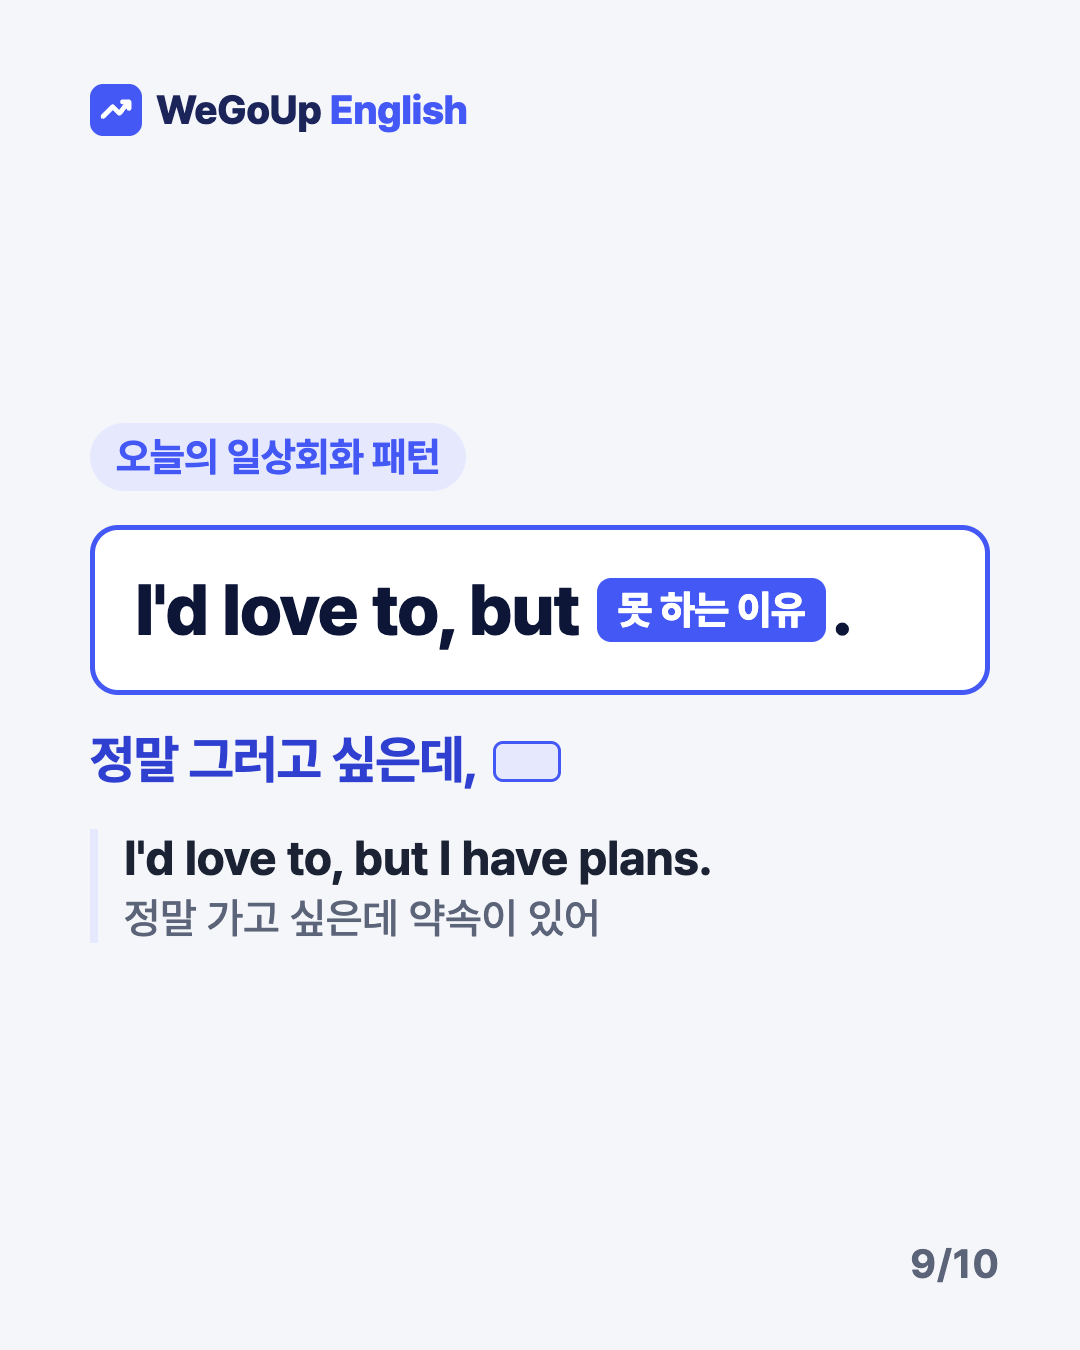 WeGoUp English
오늘의 일상회화 패턴
I'd love to, but 못 하는 이유 .
정말 그러고 싶은데,
I'd love to, but I have plans.
정말 가고 싶은데 약속이 있어
9/10